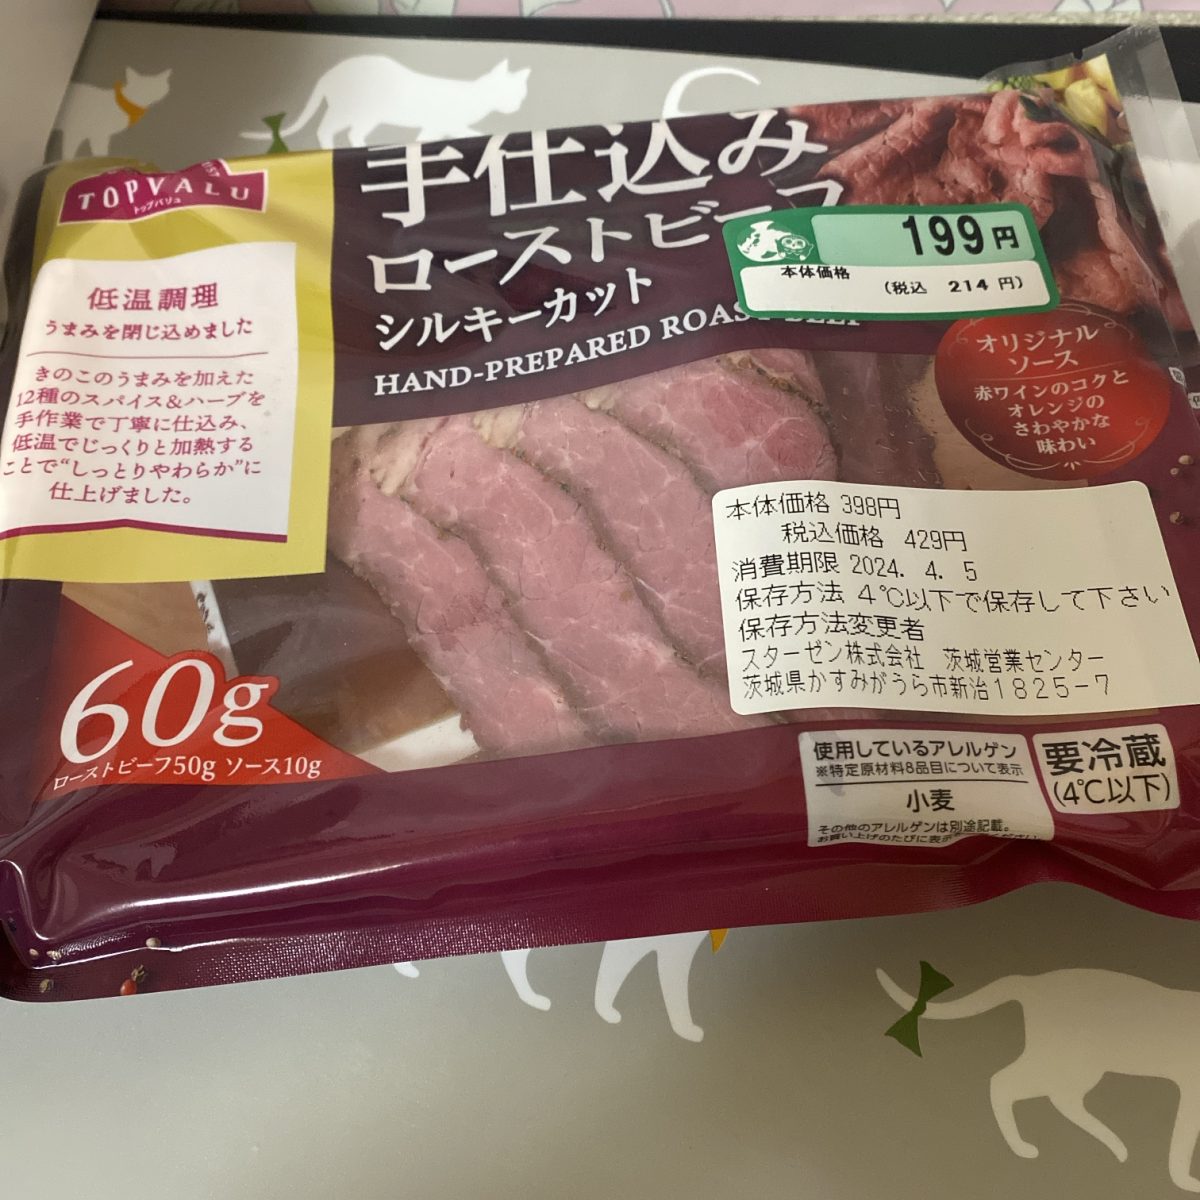 TOPVALU
トップバリュ
手仕込み
ローストビーフ
シルキーカット
HAND-PREPARED ROAST BEEF
199円
本体価格
(税込 214 円)
低温調理
うまみを閉じ込めました
きのこのうまみを加えた
12種のスパイス&ハーブを
手作業で丁寧に仕込み、
低温でじっくりと加熱する
ことで“しっとりやわらか”に
仕上げました。
オリジナル
ソース
赤ワインのコクと
オレンジの
さわやかな
味わい
本体価格 398円
税込価格 429円
消費期限 2024. 4. 5
保存方法 4℃以下で保存して下さい
保存方法変更者
スターゼン株式会社 茨城営業センター
茨城県かすみがうら市新治1825-7
60g
ローストビーフ50g ソース10g
使用しているアレルゲン
※特定原材料8品目について表示
小麦
その他のアレルゲンは別途記載。
お買い上げのたびに表示
要冷蔵
(4℃以下)